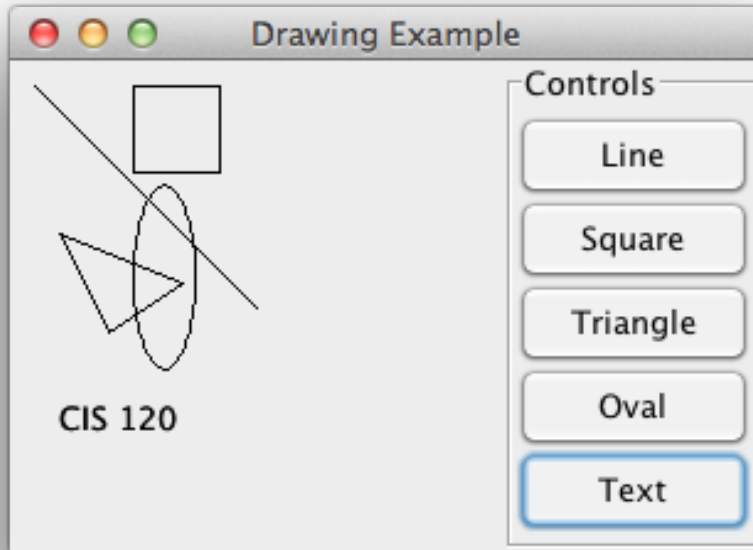 Drawing Example
Controls
Line
Square
Triangle
Oval
Text
CIS 120